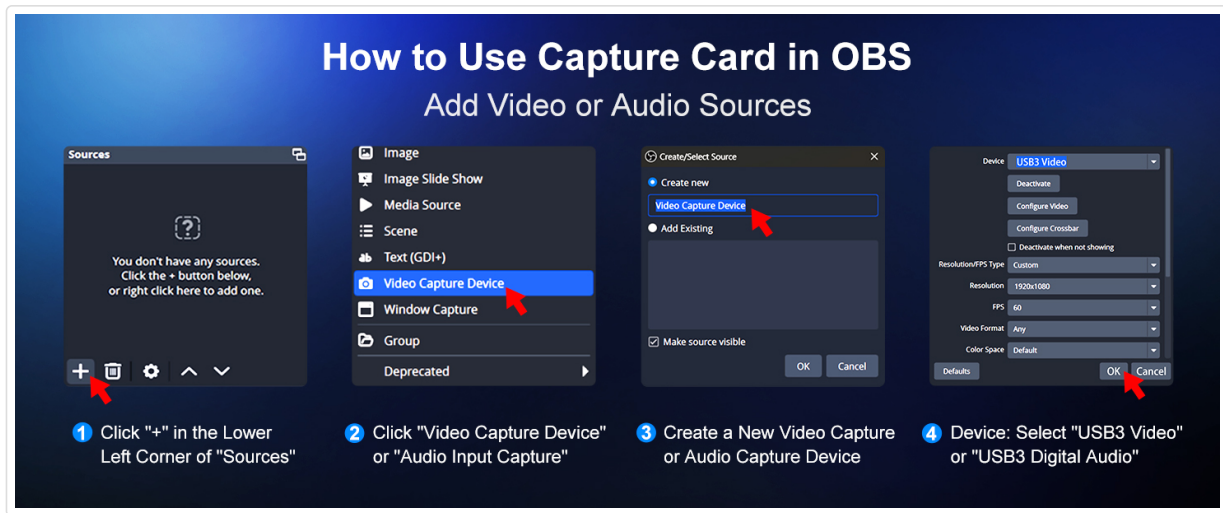 How to Use Capture Card in OBS
Add Video or Audio Sources
Sources
You don't have any sources.
Click the + button below,
or right click here to add one.
1 Click "+" in the Lower
Left Corner of "Sources"
Image
Image Slide Show
Media Source
Scene
ab Text (GDI+)
Video Capture Device
Window Capture
Group
Deprecated
2 Click "Video Capture Device"
or "Audio Input Capture"
Create/Select Source
Create new
Video Capture Device
Add Existing
Make source visible
OK Cancel
3 Create a New Video Capture
or Audio Capture Device
Device USB3 Video
Deactivate
Configure Video
Configure Crossbar
Deactivate when not showing
Resolution/FPS Type Custom
Resolution 1920x1080
FPS 60
Video Format Any
Color Space Default
Defaults OK Cancel
4 Device: Select "USB3 Video"
or "USB3 Digital Audio"